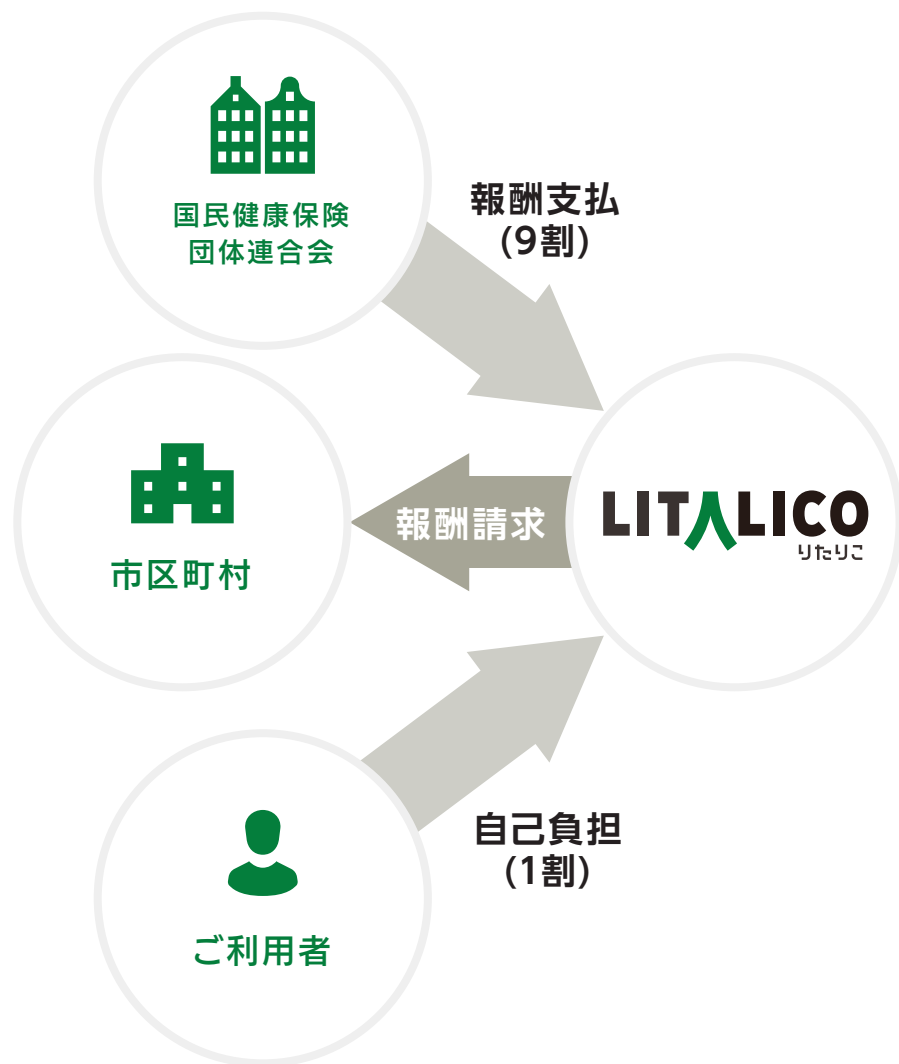 国民健康保険
団体連合会
報酬支払
(9割)
市区町村
報酬請求
LITALICO
りたりこ
ご利用者
自己負担
(1割)